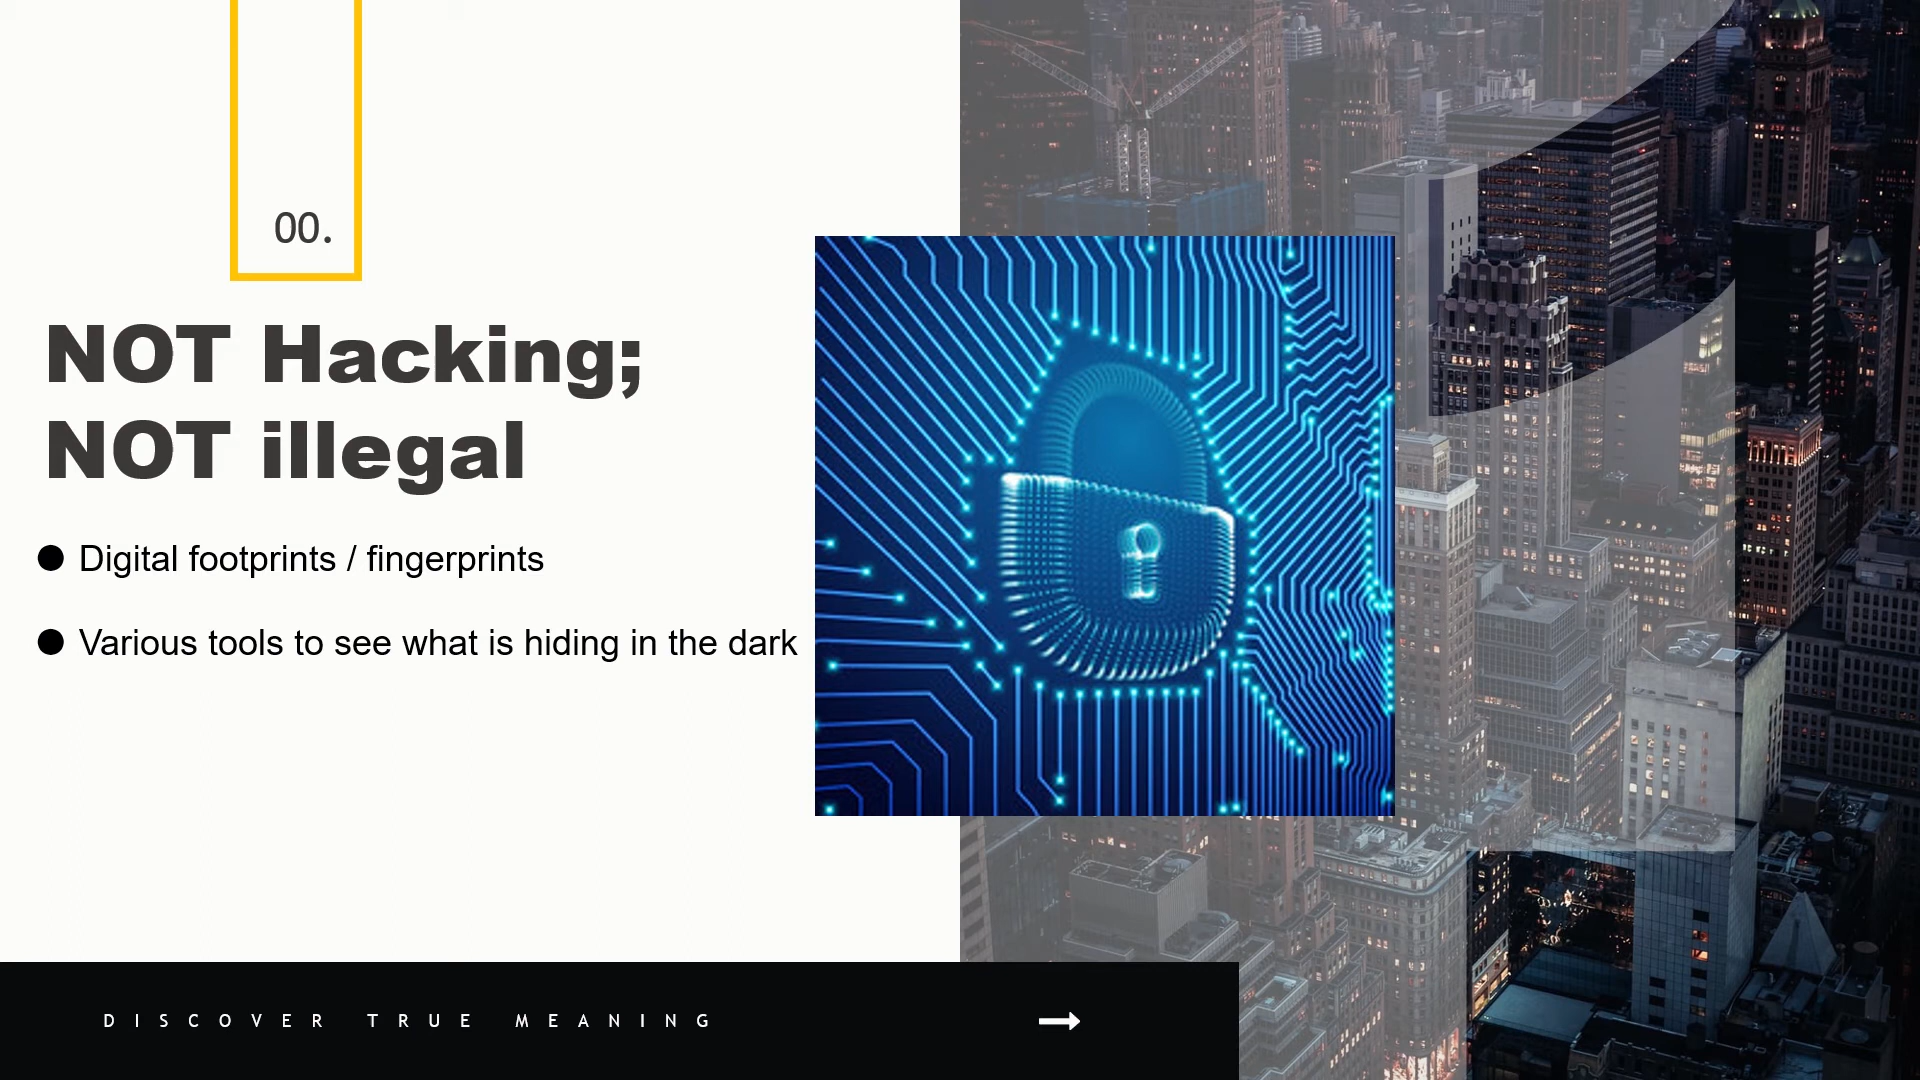 00.
NOT Hacking;
NOT illegal
● Digital footprints / fingerprints
● Various tools to see what is hiding in the dark
DISCOVER TRUE MEANING